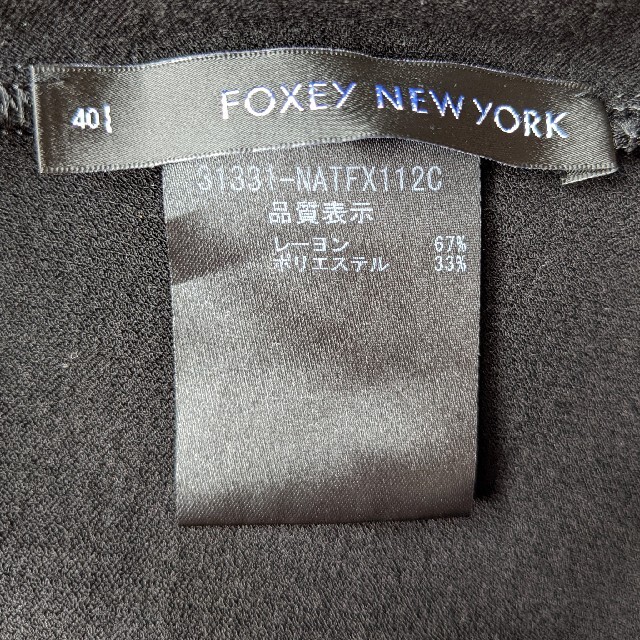 40
FOXEY NEW YORK
31331-NATFX112C
品質表示
レーヨン 67%
ポリエステル 33%